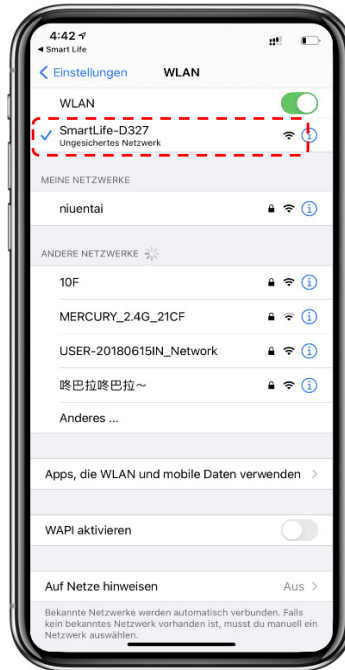 4:42
◀ Smart Life
Einstellungen WLAN
WLAN
SmartLife-D327
Ungesichertes Netzwerk
MEINE NETZWERKE
niuentai
ANDERE NETZWERKE
10F
MERCURY_2.4G_21CF
USER-20180615IN_Network
咚巴拉咚巴拉～
Anderes ...
Apps, die WLAN und mobile Daten verwenden
WAPI aktivieren
Auf Netze hinweisen Aus
Bekannte Netzwerke werden automatisch verbunden. Falls
kein bekanntes Netzwerk vorhanden ist, musst du manuell ein
Netzwerk auswählen.